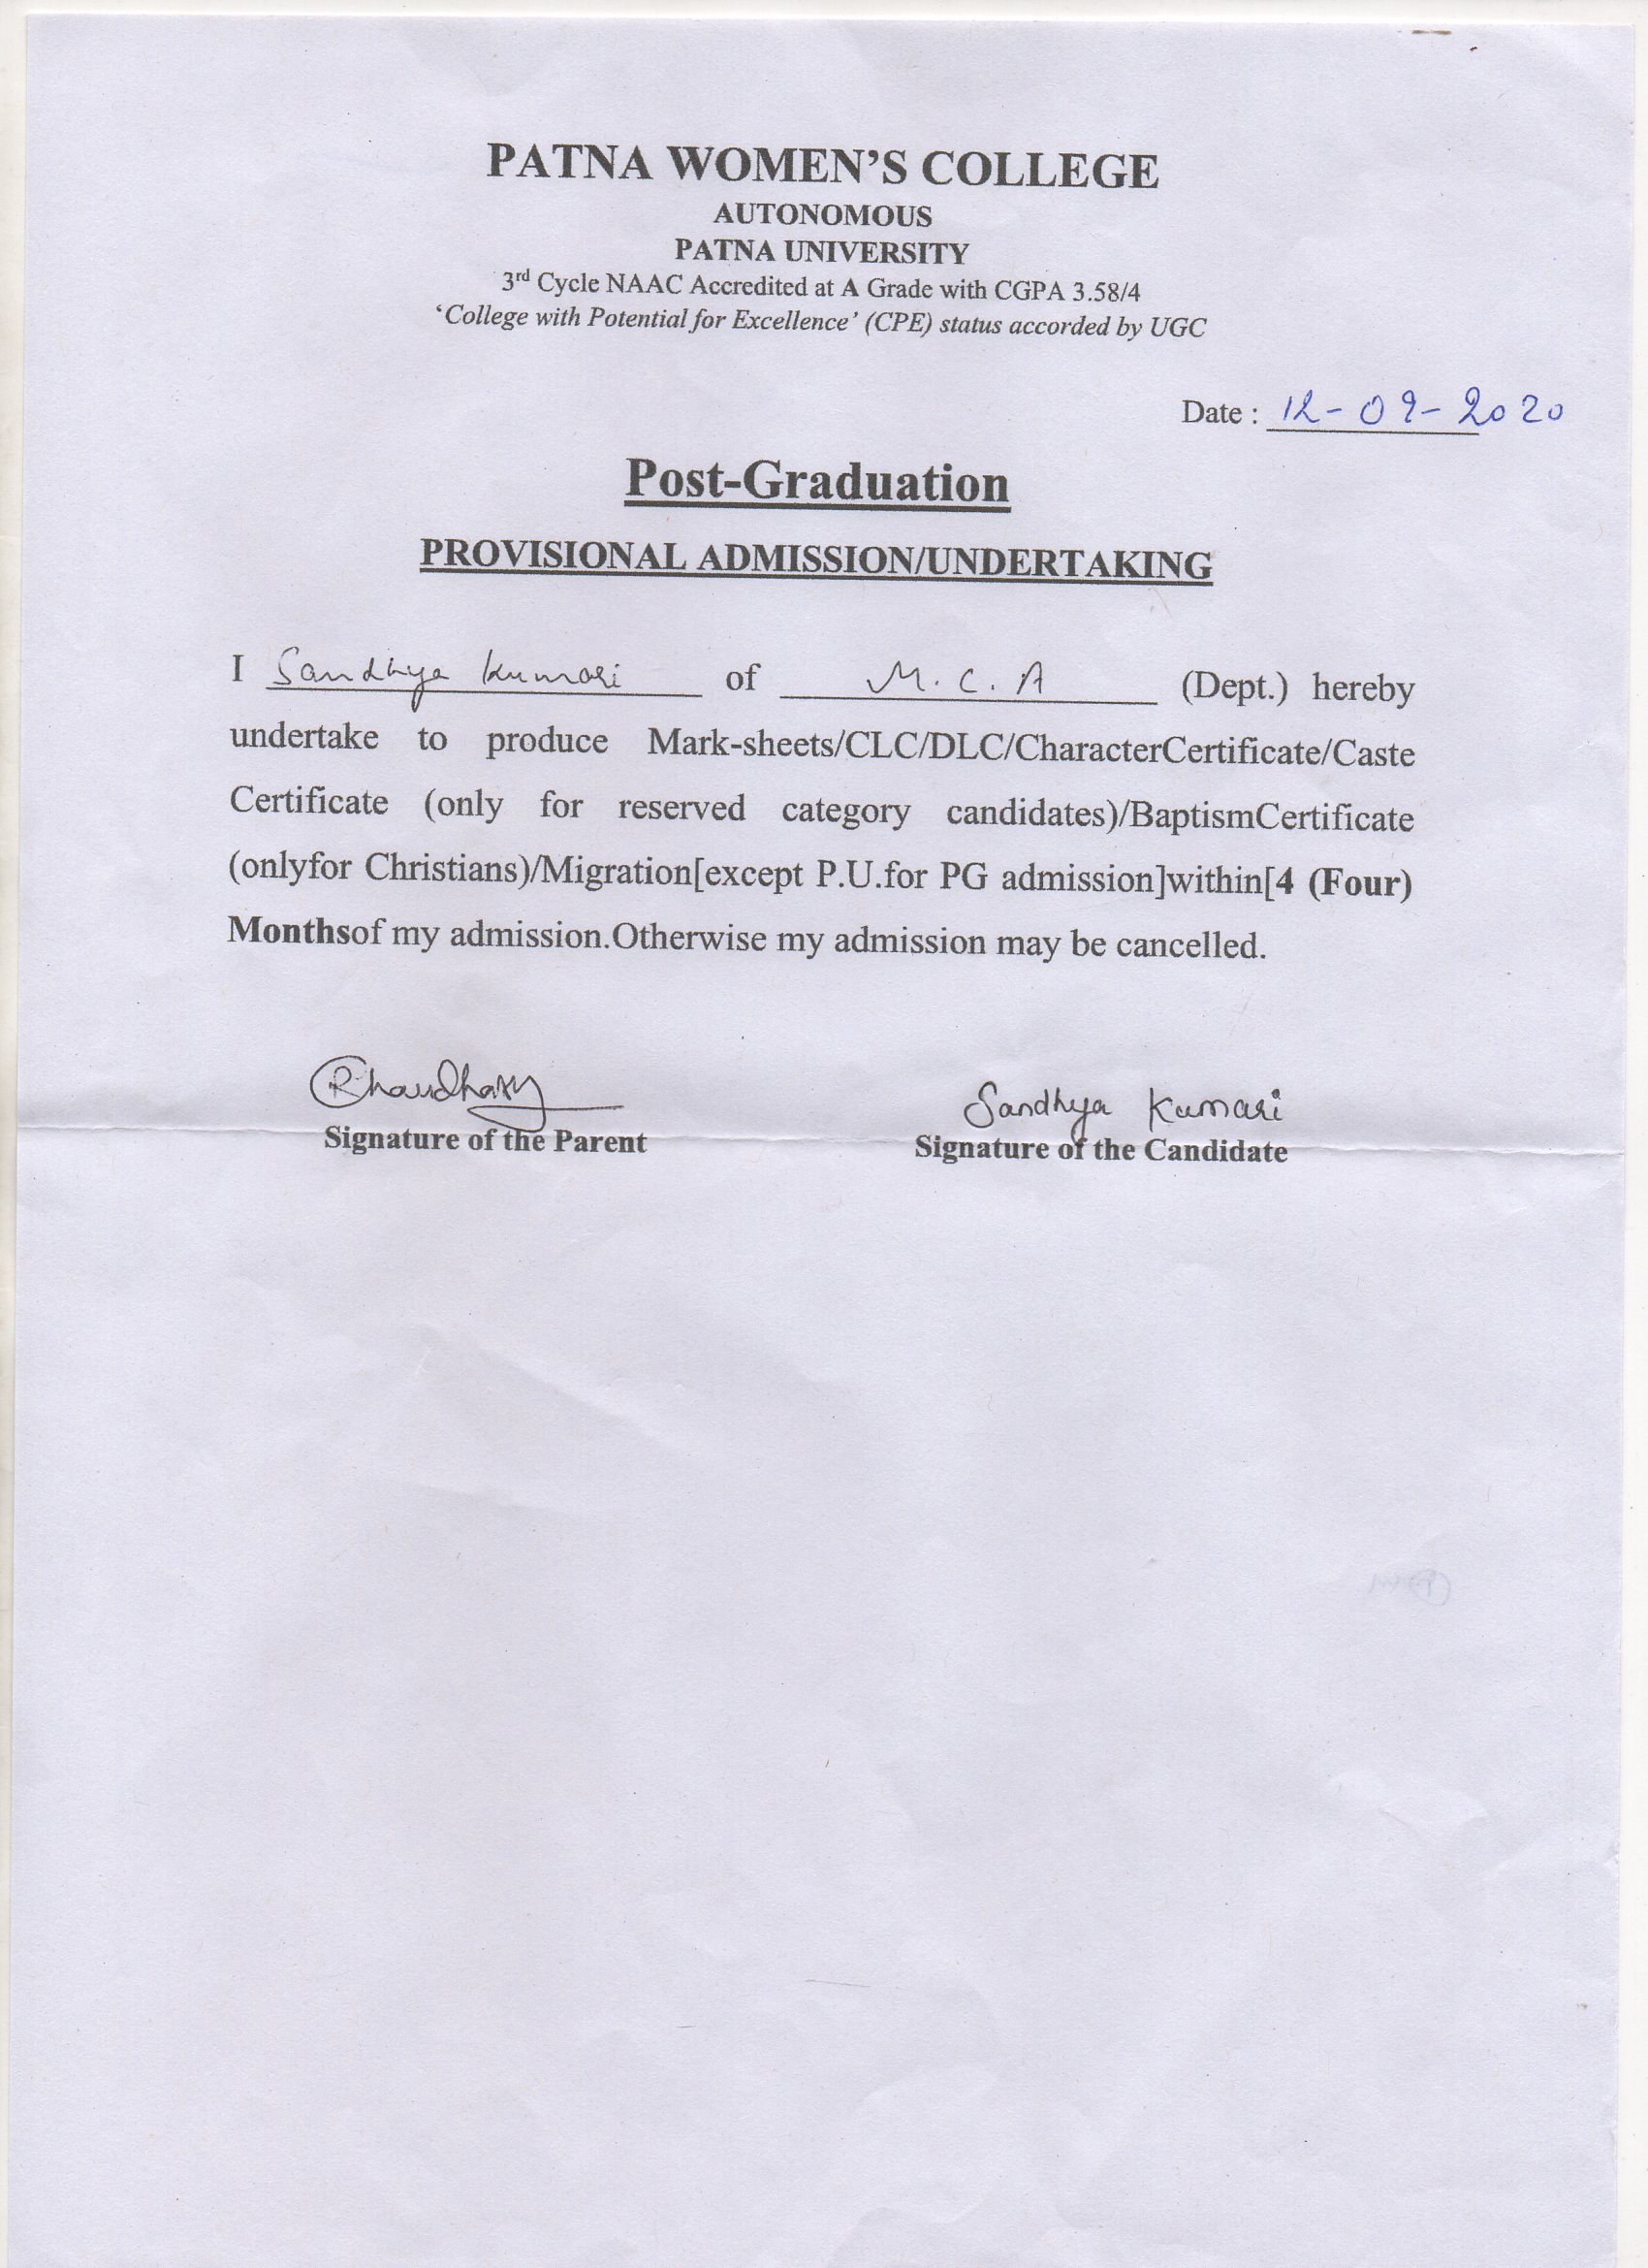 PATNA WOMEN’S COLLEGE
AUTONOMOUS
PATNA UNIVERSITY
3rd Cycle NAAC Accredited at A Grade with CGPA 3.58/4
‘College with Potential for Excellence’ (CPE) status accorded by UGC
Date : 12-09-2020
Post-Graduation
PROVISIONAL ADMISSION/UNDERTAKING
I Sandhya Kumari of M.C.A (Dept.) hereby
undertake to produce Mark-sheets/CLC/DLC/CharacterCertificate/Caste
Certificate (only for reserved category candidates)/BaptismCertificate
(onlyfor Christians)/Migration[except P.U.for PG admission]within[4 (Four)
Monthsof my admission.Otherwise my admission may be cancelled.
Sandhya Kumari
Signature of the Parent Signature of the Candidate